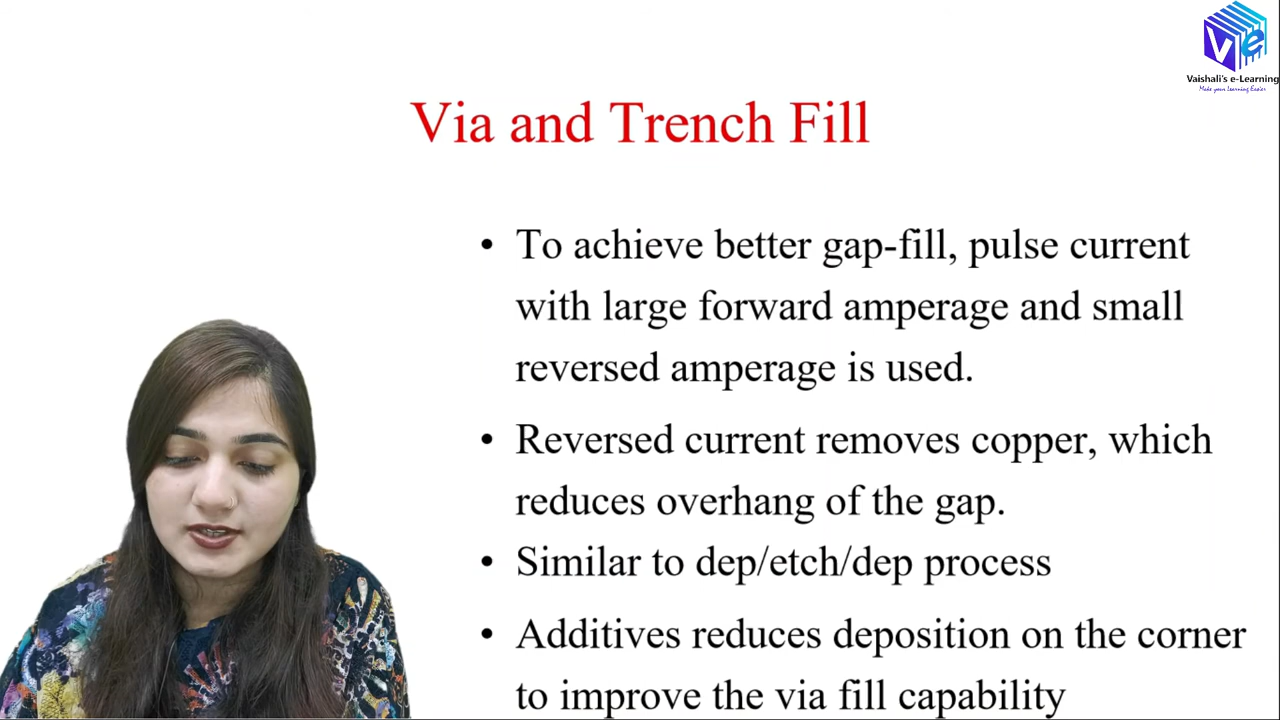 Ve
Vaishali's e-Learning
Make your Learning Easier
Via and Trench Fill
• To achieve better gap-fill, pulse current
with large forward amperage and small
reversed amperage is used.
• Reversed current removes copper, which
reduces overhang of the gap.
• Similar to dep/etch/dep process
• Additives reduces deposition on the corner
to improve the via fill capability